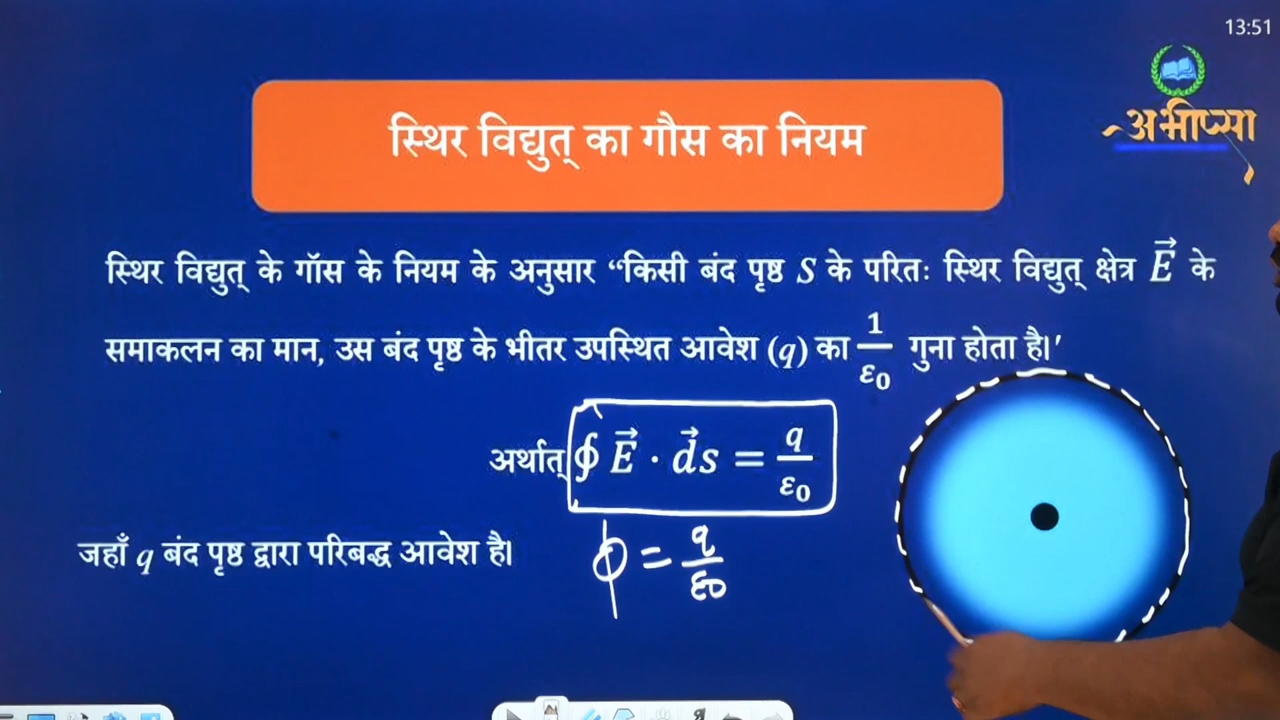 13:51
अभीप्सा
स्थिर विद्युत् का गौस का नियम
स्थिर विद्युत् के गॉस के नियम के अनुसार “किसी बंद पृष्ठ S के परितः स्थिर विद्युत् क्षेत्र E⃗ के
समाकलन का मान, उस बंद पृष्ठ के भीतर उपस्थित आवेश (q) का 1/ε₀ गुना होता है।'
अर्थात् ∮ E⃗ · d⃗s = q/ε₀
जहाँ q बंद पृष्ठ द्वारा परिबद्ध आवेश है।
ϕ = q/ε₀